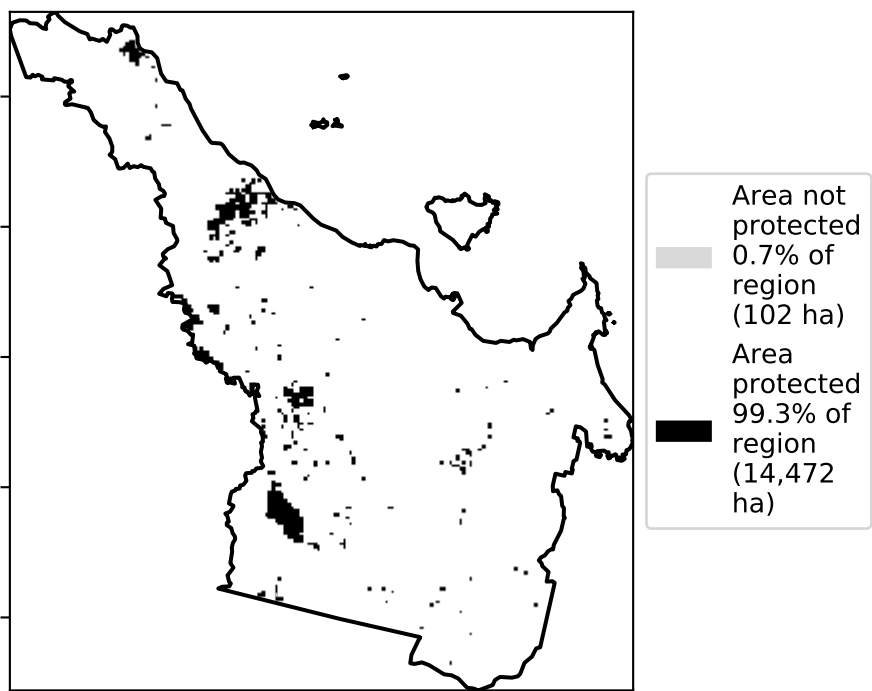 Area not
protected
0.7% of
region
(102 ha)
Area
protected
99.3% of
region
(14,472
ha)